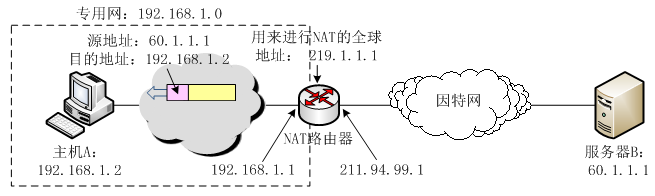 专用网：192.168.1.0
源地址：60.1.1.1
目的地址：192.168.1.2
用来进行NAT的全球
地址： 219.1.1.1
因特网
NAT路由器
主机A：
192.168.1.2
192.168.1.1
211.94.99.1
服务器B：
60.1.1.1